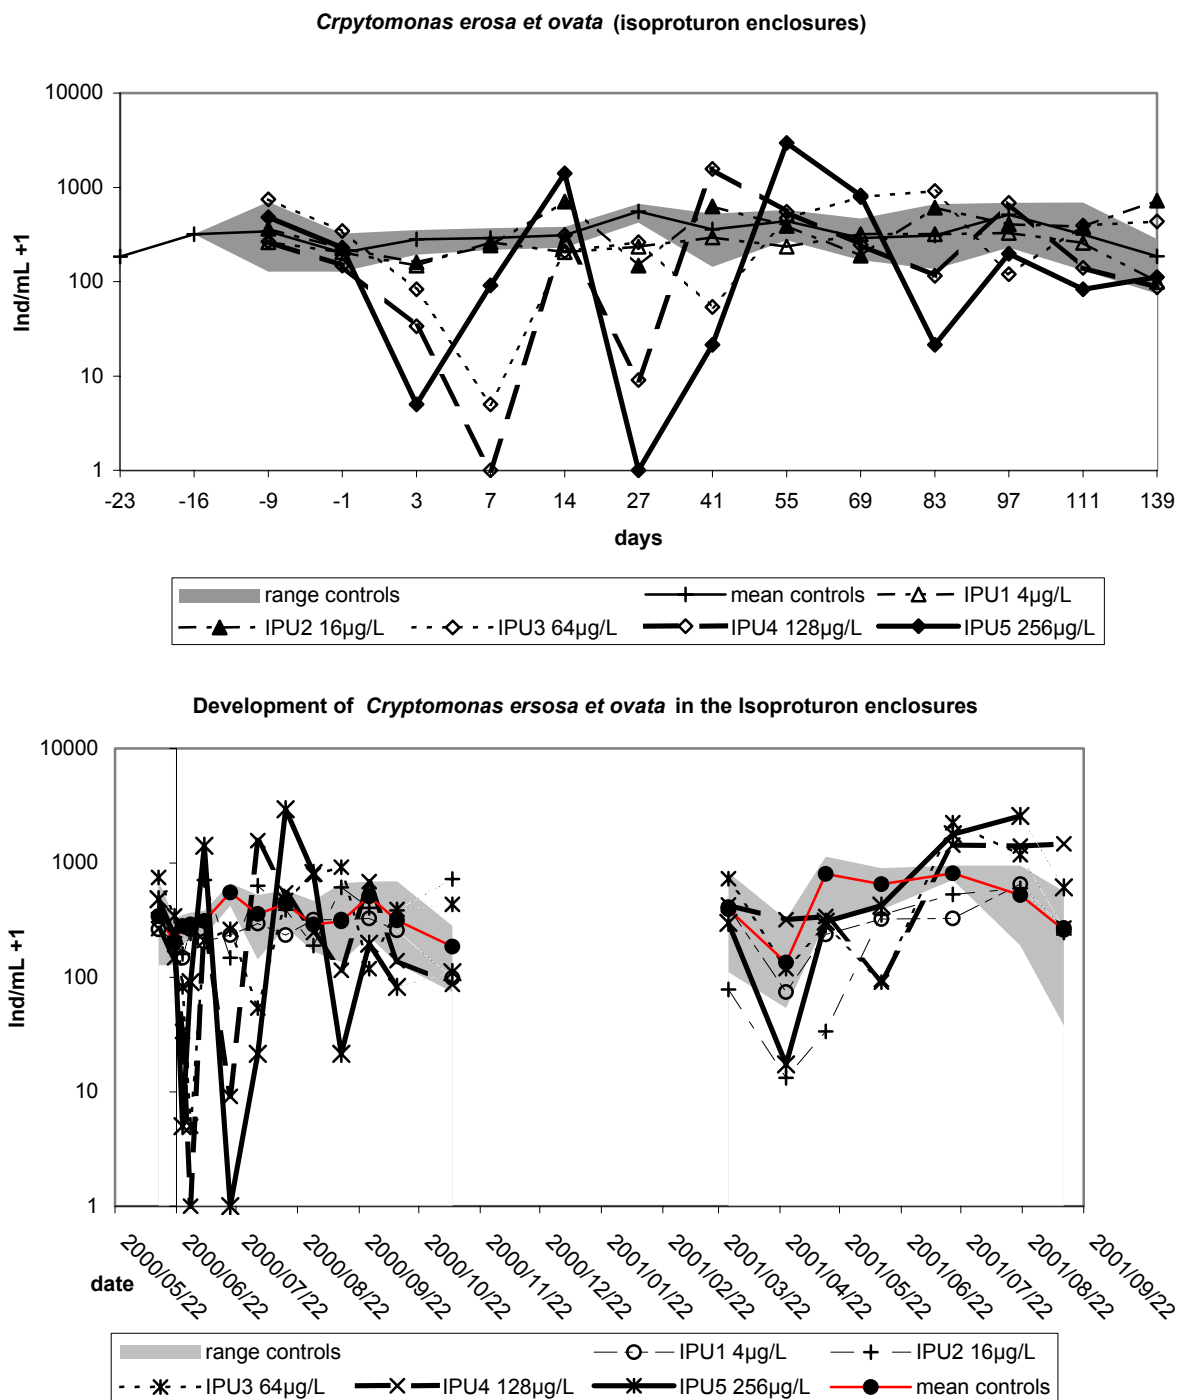 Crpytomonas erosa et ovata (isoproturon enclosures)
10000
1000
100
10
1
Ind/mL +1
-23 -16 -9 -1 3 7 14 27 41 55 69 83 97 111 139
days
range controls mean controls IPU1 4µg/L
IPU2 16µg/L IPU3 64µg/L IPU4 128µg/L IPU5 256µg/L
Development of Cryptomonas ersosa et ovata in the Isoproturon enclosures
10000
1000
100
10
1
Ind/mL +1
2000/05/22 2000/06/22 2000/07/22 2000/08/22 2000/09/22 2000/10/22 2000/11/22 2000/12/22 2001/01/22 2001/02/22 2001/03/22 2001/04/22 2001/05/22 2001/06/22 2001/07/22 2001/08/22 2001/09/22
date
range controls IPU1 4µg/L IPU2 16µg/L
IPU3 64µg/L IPU4 128µg/L IPU5 256µg/L mean controls